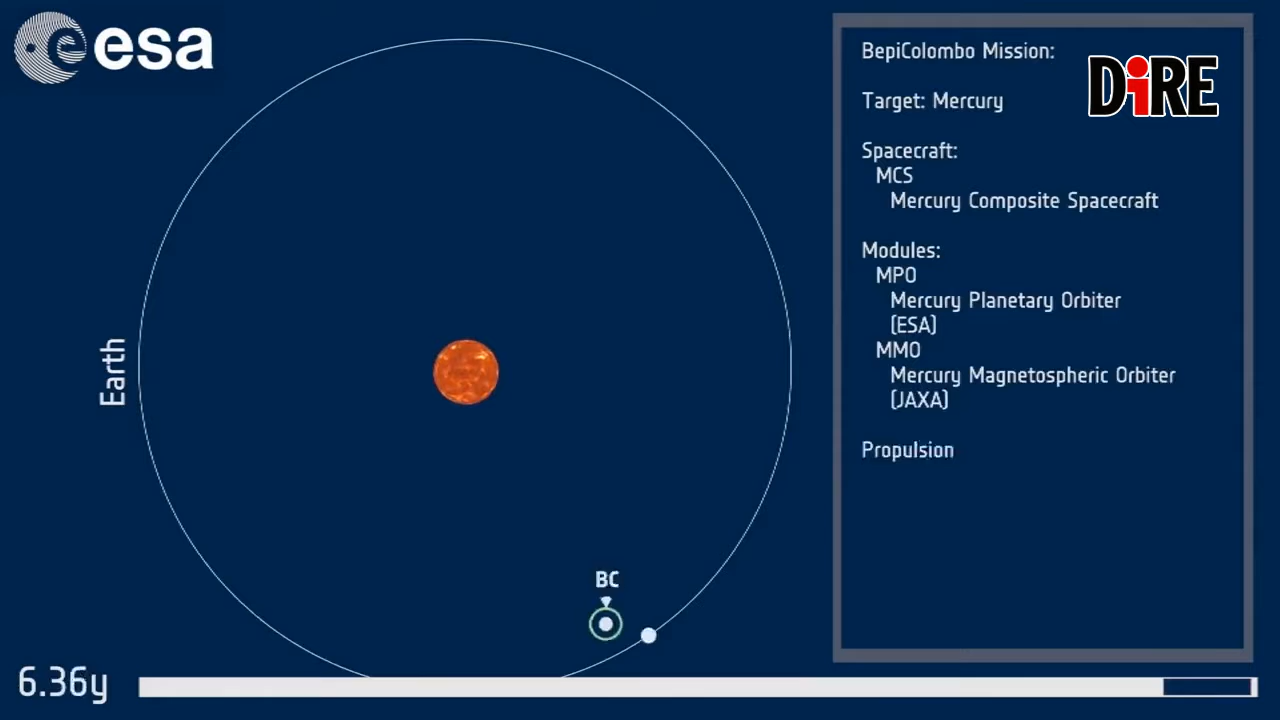 esa
BepiColombo Mission:
DiRE
Target: Mercury
Spacecraft:
MCS
Mercury Composite Spacecraft
Modules:
MPO
Mercury Planetary Orbiter
(ESA)
MMO
Mercury Magnetospheric Orbiter
(JAXA)
Propulsion
Earth
BC
6.36y